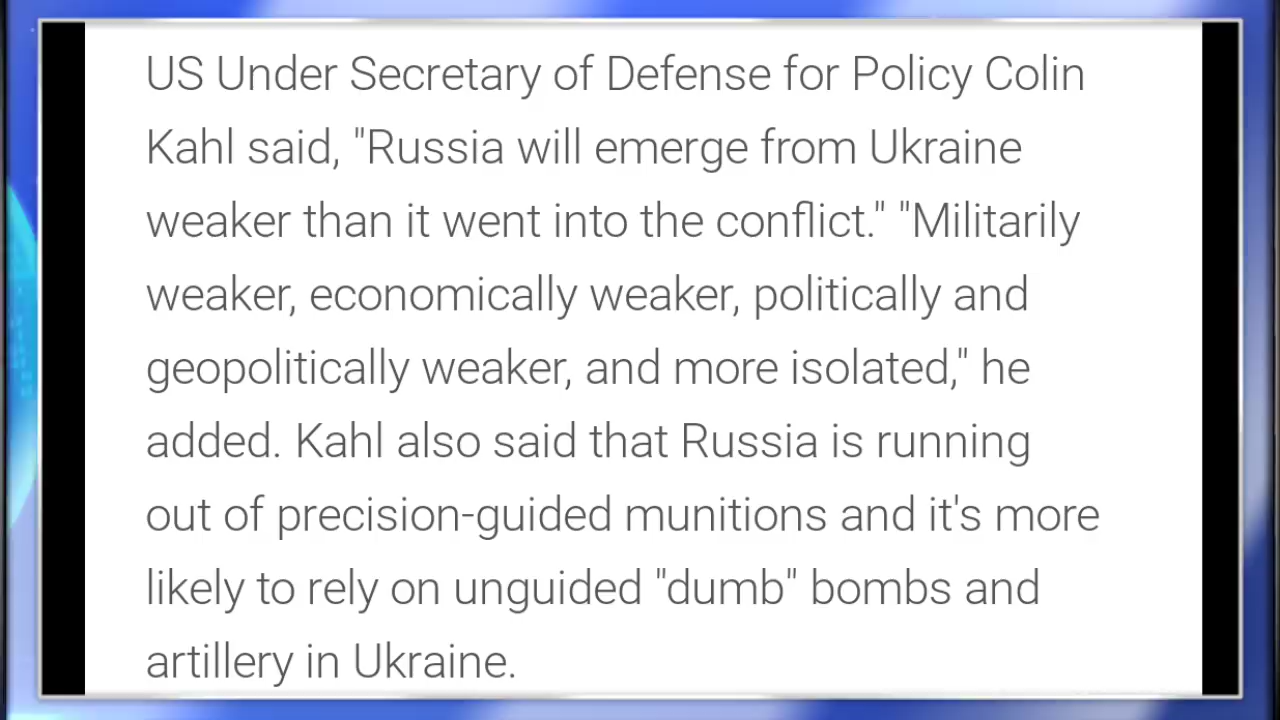 US Under Secretary of Defense for Policy Colin
Kahl said, "Russia will emerge from Ukraine
weaker than it went into the conflict." "Militarily
weaker, economically weaker, politically and
geopolitically weaker, and more isolated," he
added. Kahl also said that Russia is running
out of precision-guided munitions and it's more
likely to rely on unguided "dumb" bombs and
artillery in Ukraine.